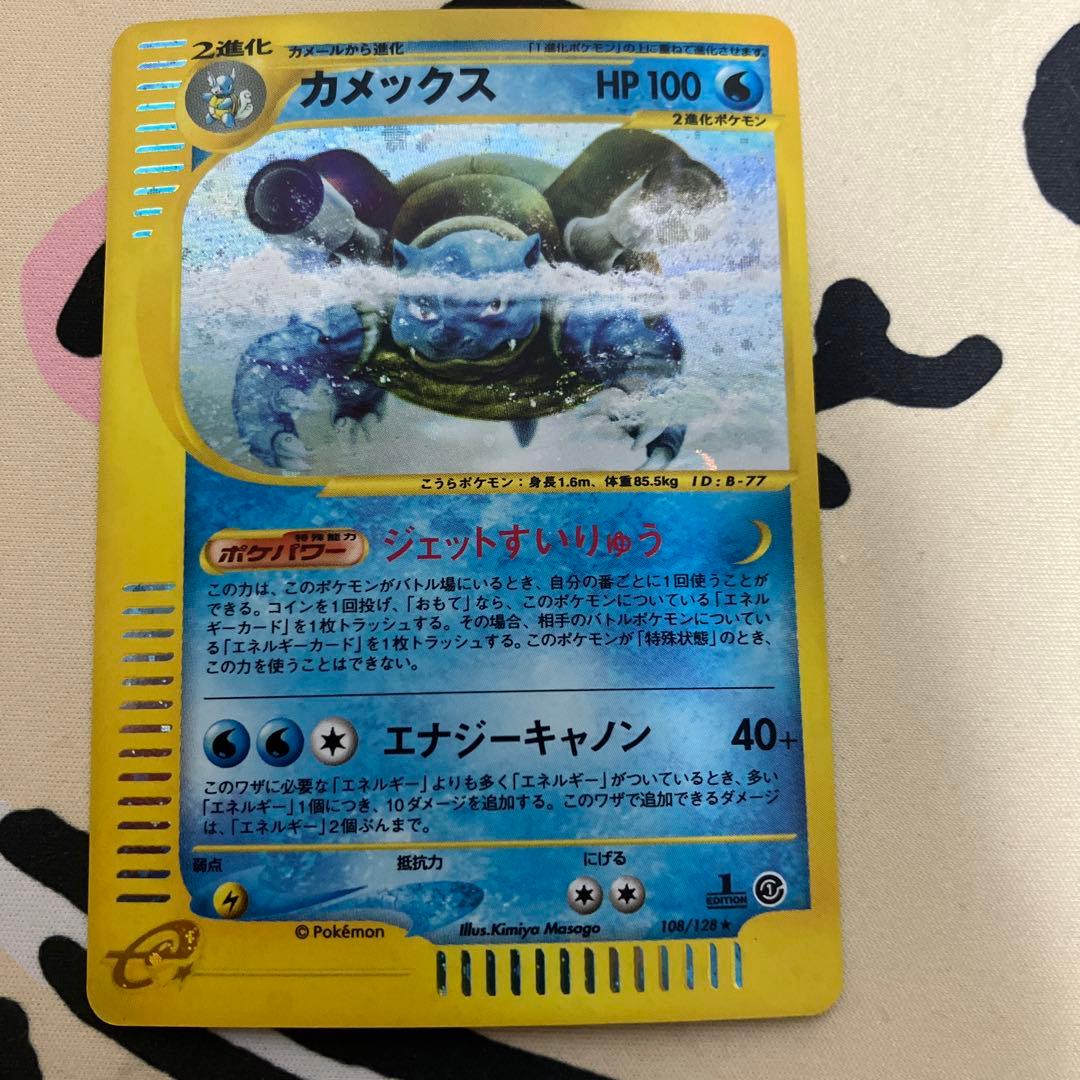 2進化 カメールから進化 「1進化ポケモン」の上に重ねて進化させます。
カメックス HP 100
2進化ポケモン
こうらポケモン：身長1.6m、体重85.5kg ID：B-77
特殊能力
ポケパワー ジェットすいりゅう
この力は、このポケモンがバトル場にいるとき、自分の番ごとに1回使うことが
できる。コインを1回投げ、「おもて」なら、このポケモンについている「エネル
ギーカード」を1枚トラッシュする。その場合、相手のバトルポケモンについてい
る「エネルギーカード」を1枚トラッシュする。このポケモンが「特殊状態」のとき、
この力を使うことはできない。
エナジーキャノン 40+
このワザに必要な「エネルギー」よりも多く「エネルギー」がついているとき、多い
「エネルギー」1個につき、10ダメージを追加する。このワザで追加できるダメージ
は、「エネルギー」2個ぶんまで。
弱点 抵抗力 にげる
1
EDITION
© Pokémon Illus.Kimiya Masago 108/128 ★
e